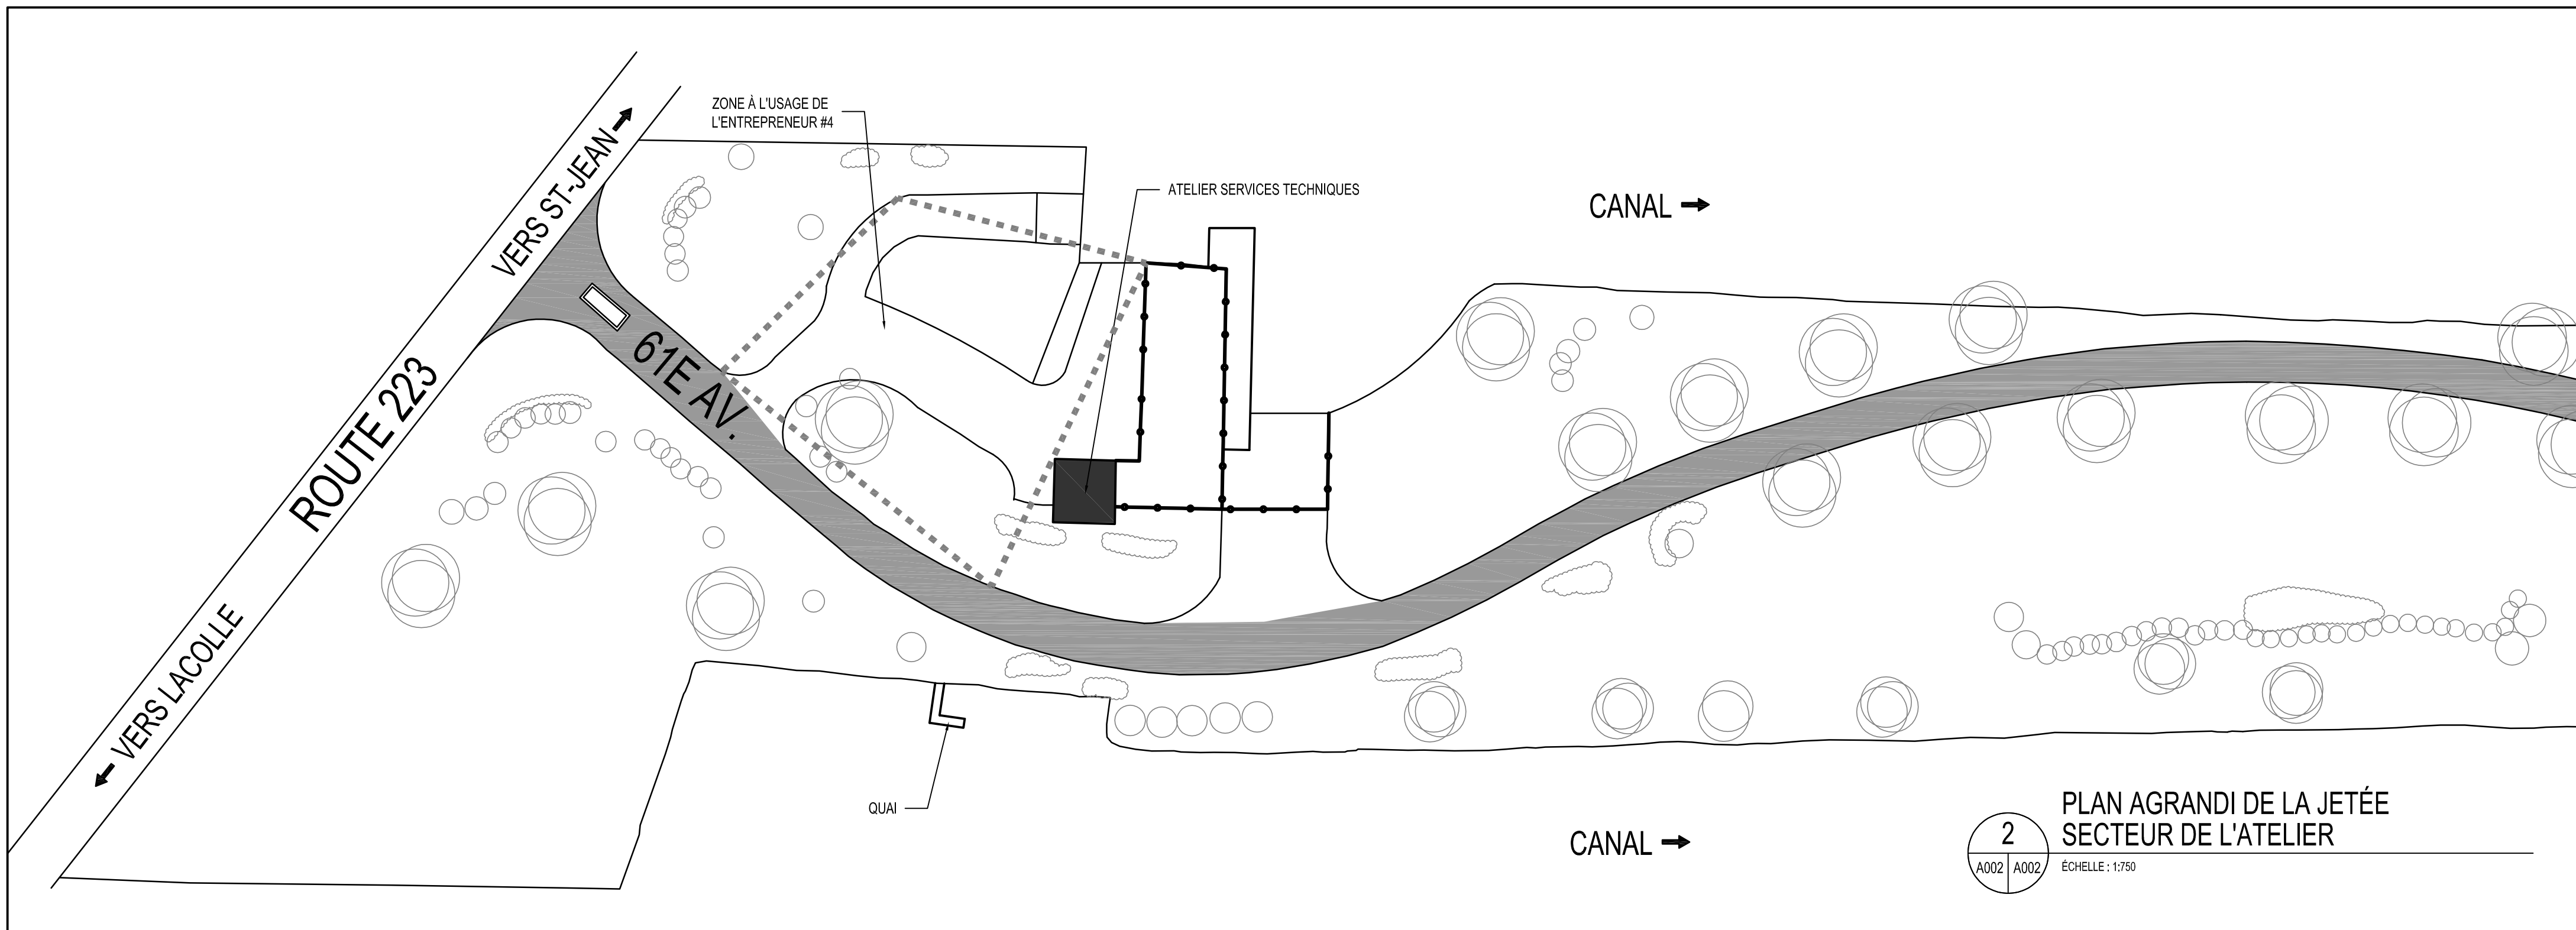 ZONE À L'USAGE DE
L'ENTREPRENEUR #4
VERS ST-JEAN
ATELIER SERVICES TECHNIQUES
CANAL
61E AV.
ROUTE 223
VERS LACOLLE
QUAI
CANAL
2
A002 A002
PLAN AGRANDI DE LA JETÉE
SECTEUR DE L'ATELIER
ÉCHELLE : 1:750